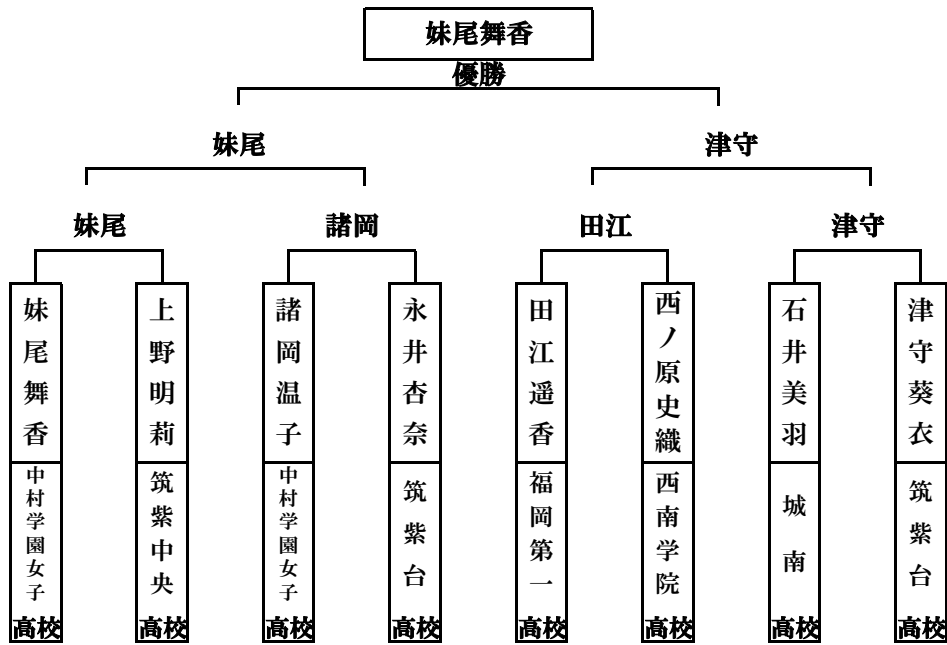 妹尾舞香
優勝
妹尾
津守
妹尾
諸岡
田江
津守
妹尾舞香
中村学園女子
高校
上野明莉
筑紫中央
高校
諸岡温子
中村学園女子
高校
永井杏奈
筑紫台
高校
田江遥香
福岡第一
高校
西ノ原史織
西南学院
高校
石井美羽
城南
高校
津守葵衣
筑紫台
高校